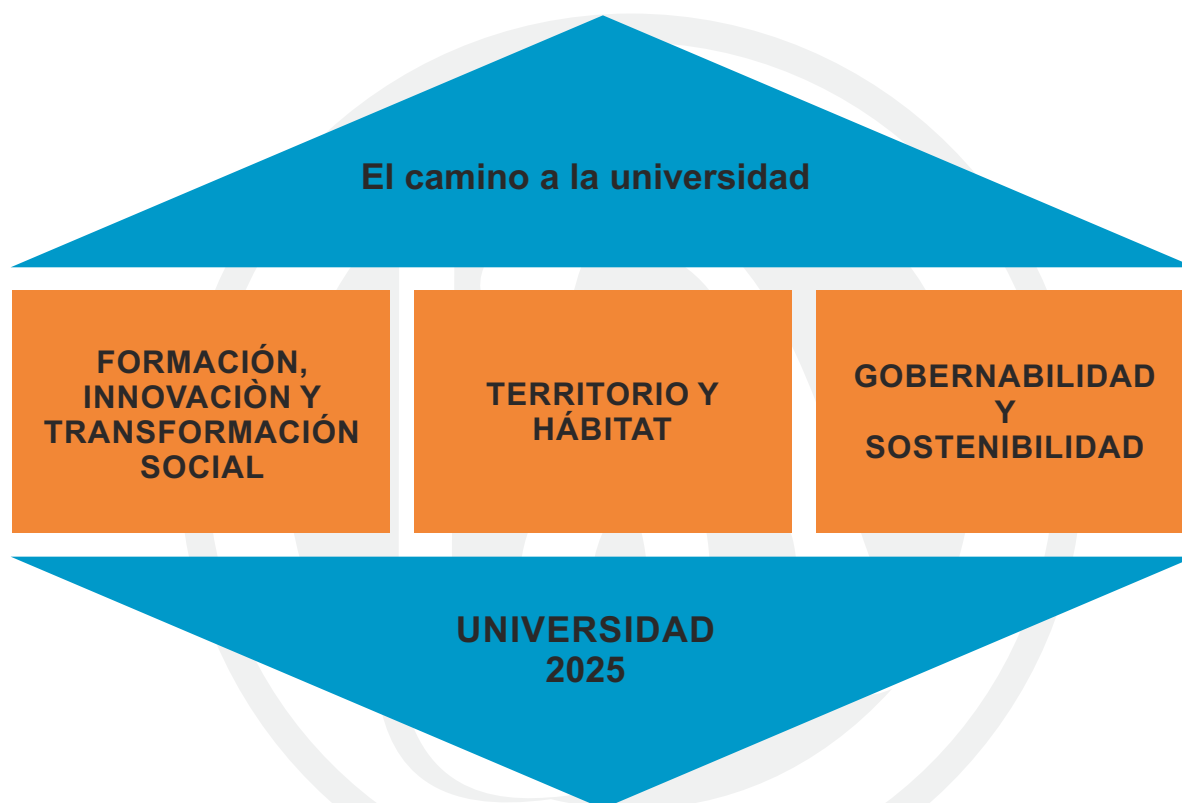 El camino a la universidad
FORMACIÓN,
INNOVACIÒN Y
TRANSFORMACIÓN
SOCIAL
TERRITORIO Y
HÁBITAT
GOBERNABILIDAD
Y
SOSTENIBILIDAD
UNIVERSIDAD
2025